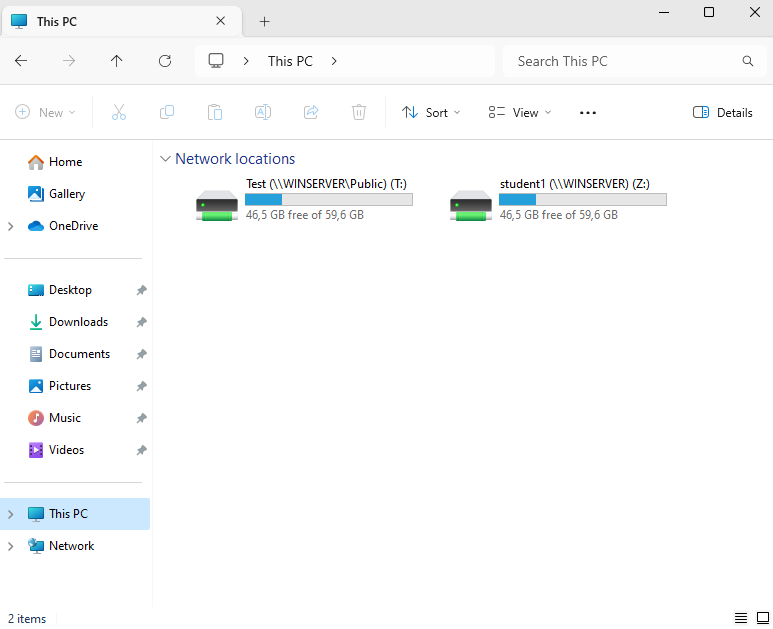 This PC
This PC
Search This PC
New
Sort
View
Details
Home
Gallery
OneDrive
Desktop
Downloads
Documents
Pictures
Music
Videos
This PC
Network
Network locations
Test (\\WINSERVER\Public) (T:)
46,5 GB free of 59,6 GB
student1 (\\WINSERVER) (Z:)
46,5 GB free of 59,6 GB
2 items